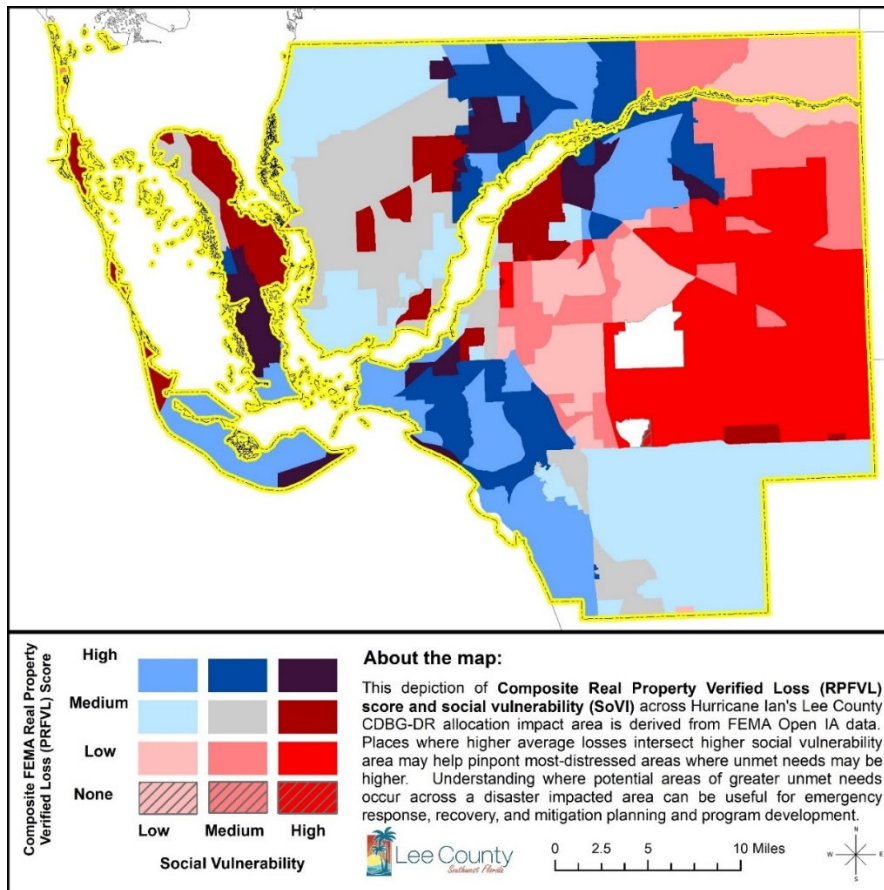 Composite FEMA Real Property
Verified Loss (PRFVL) Score
High
Medium
Low
None
Low Medium High
Social Vulnerability
About the map:
This depiction of Composite Real Property Verified Loss (RPFVL)
score and social vulnerability (SoVI) across Hurricane Ian's Lee County
CDBG-DR allocation impact area is derived from FEMA Open IA data.
Places where higher average losses intersect higher social vulnerability
area may help pinpont most-distressed areas where unmet needs may be
higher. Understanding where potential areas of greater unmet needs
occur across a disaster impacted area can be useful for emergency
response, recovery, and mitigation planning and program development.
Lee County
Southwest Florida
0 2.5 5 10 Miles
N
W E
S